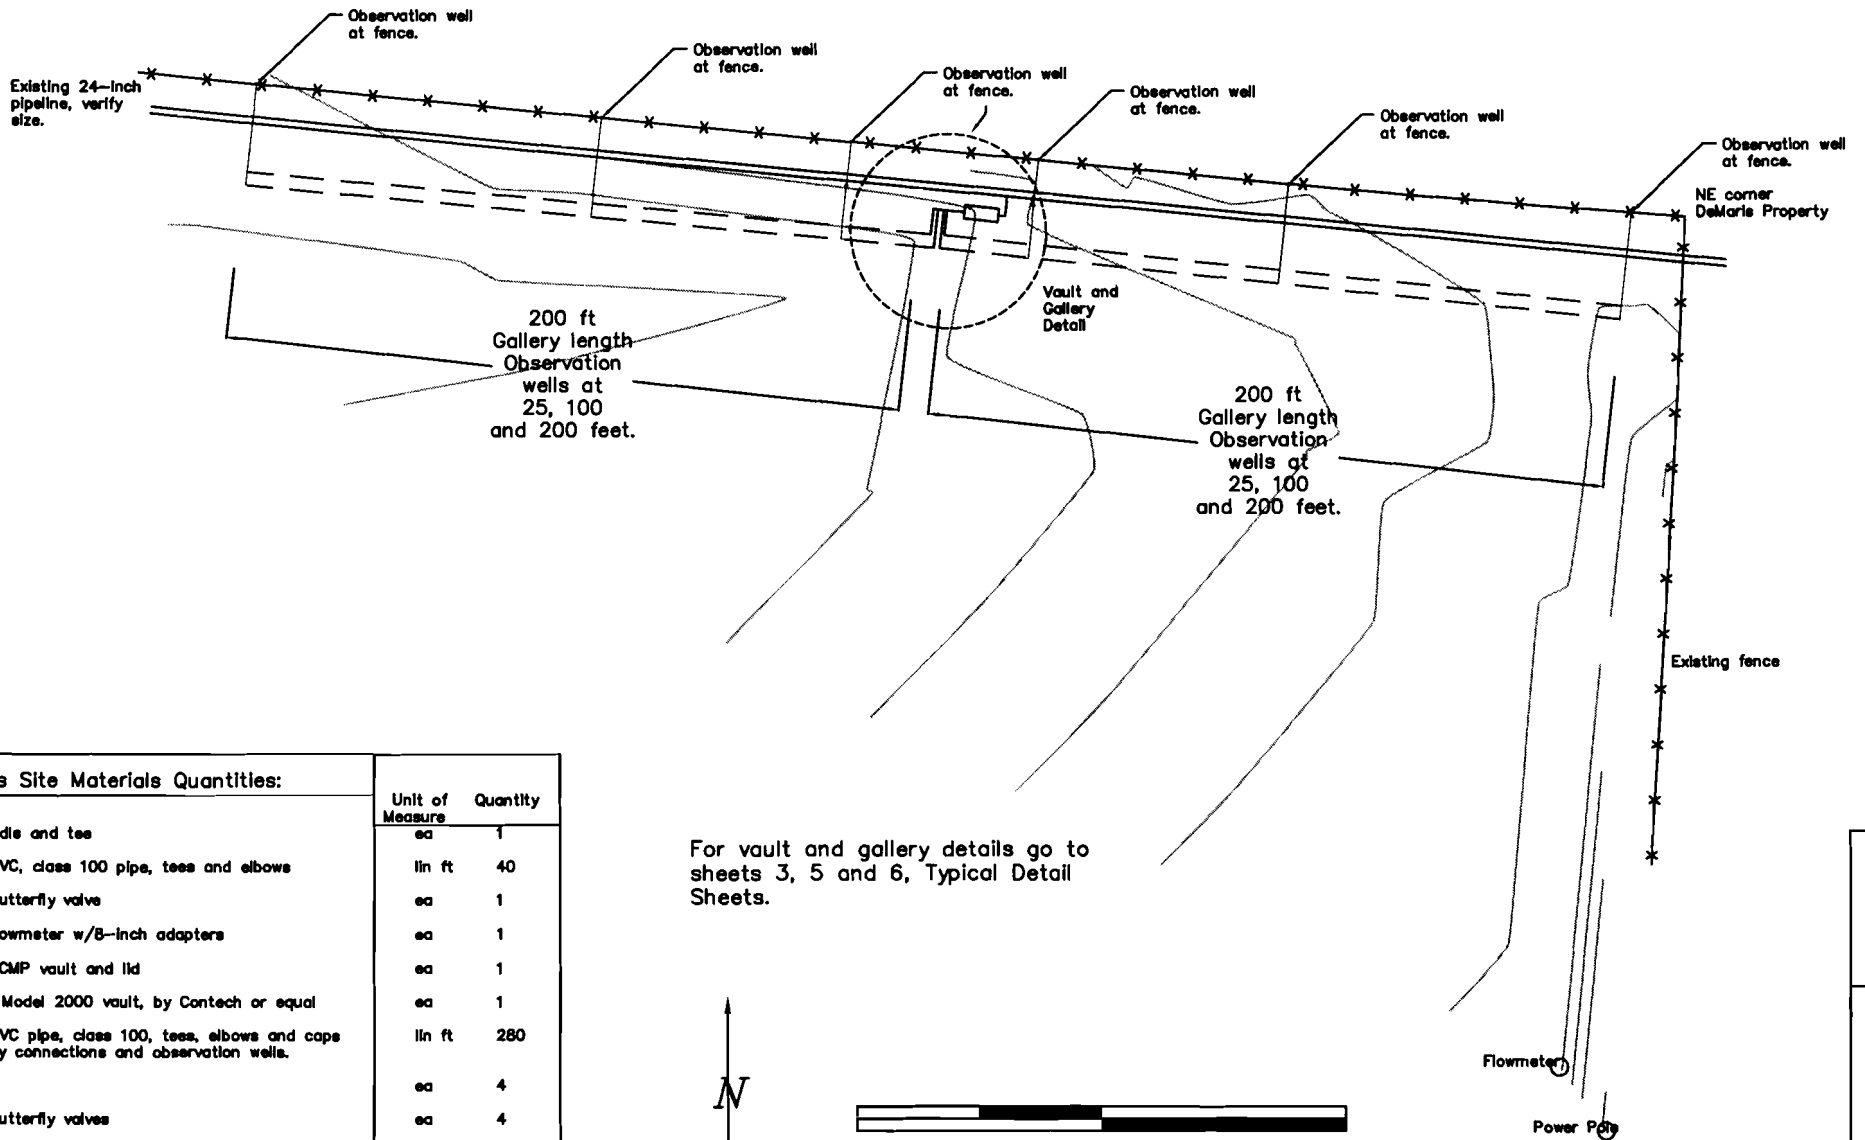 Observation well
at fence.
Observation well
at fence.
Observation well
at fence.
Observation well
at fence.
Observation well
at fence.
Observation well
at fence.
Existing 24-inch
pipeline, verify
size.
NE corner
DeMaris Property
Vault and
Gallery
Detail
200 ft
Gallery length
Observation
wells at
25, 100
and 200 feet.
200 ft
Gallery length
Observation
wells at
25, 100
and 200 feet.
Existing fence
s Site Materials Quantities:
Unit of Quantity
Measure
dle and tee ea 1
VC, class 100 pipe, tees and elbows lin ft 40
utterfly valve ea 1
owmeter w/8-inch adapters ea 1
CMP vault and lid ea 1
Model 2000 vault, by Contech or equal ea 1
VC pipe, class 100, tees, elbows and caps lin ft 280
y connections and observation wells.
ea 4
utterfly valves ea 4
For vault and gallery details go to
sheets 3, 5 and 6, Typical Detail
Sheets.
N
Flowmeter
Power Pole